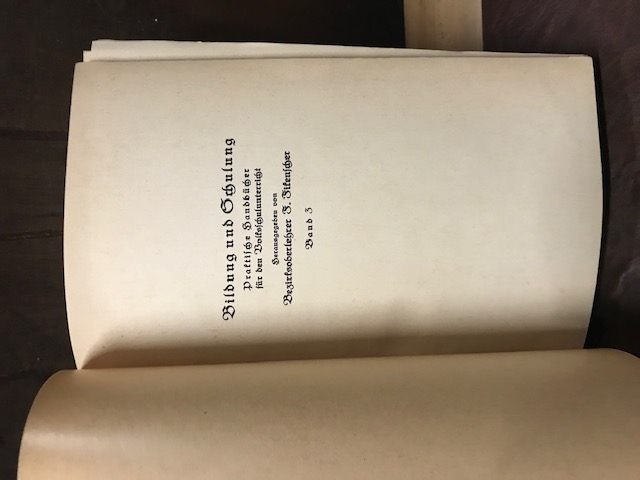 Bildung und Schulung
Praktische Handbücher
für den Volksschulunterricht
Herausgegeben von
Bezirksoberlehrer F. Fikenscher
Band 3